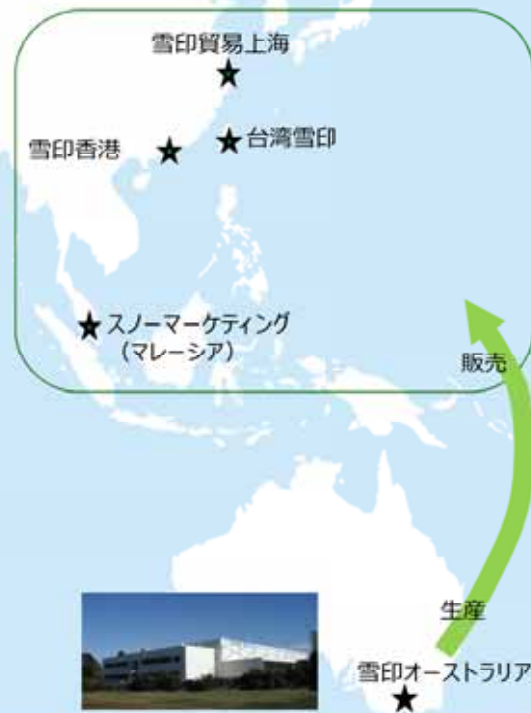 雪印貿易上海
雪印香港
台湾雪印
スノーマーケティング
（マレーシア）
販売
生産
雪印オーストラリア